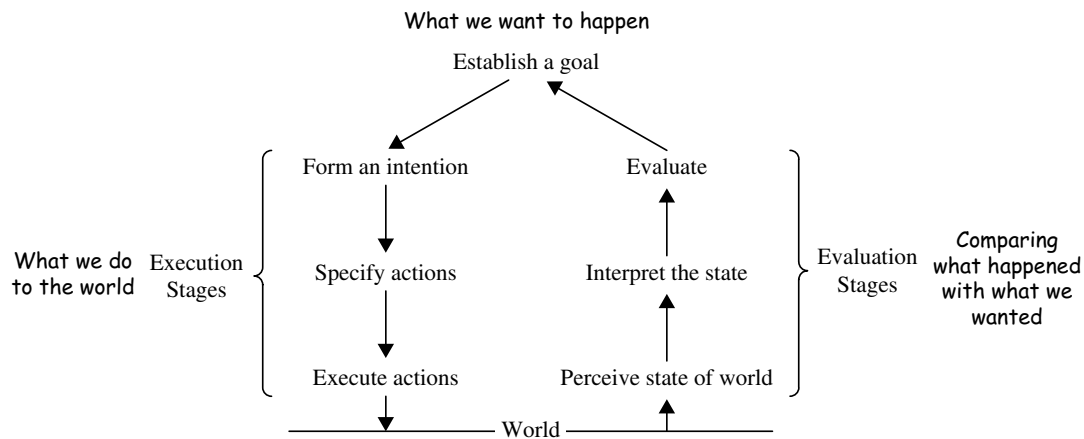 What we want to happen
Establish a goal
Form an intention
Evaluate
What we do
to the world
Execution
Stages
Specify actions
Interpret the state
Evaluation
Stages
Comparing
what happened
with what we
wanted
Execute actions
Perceive state of world
World